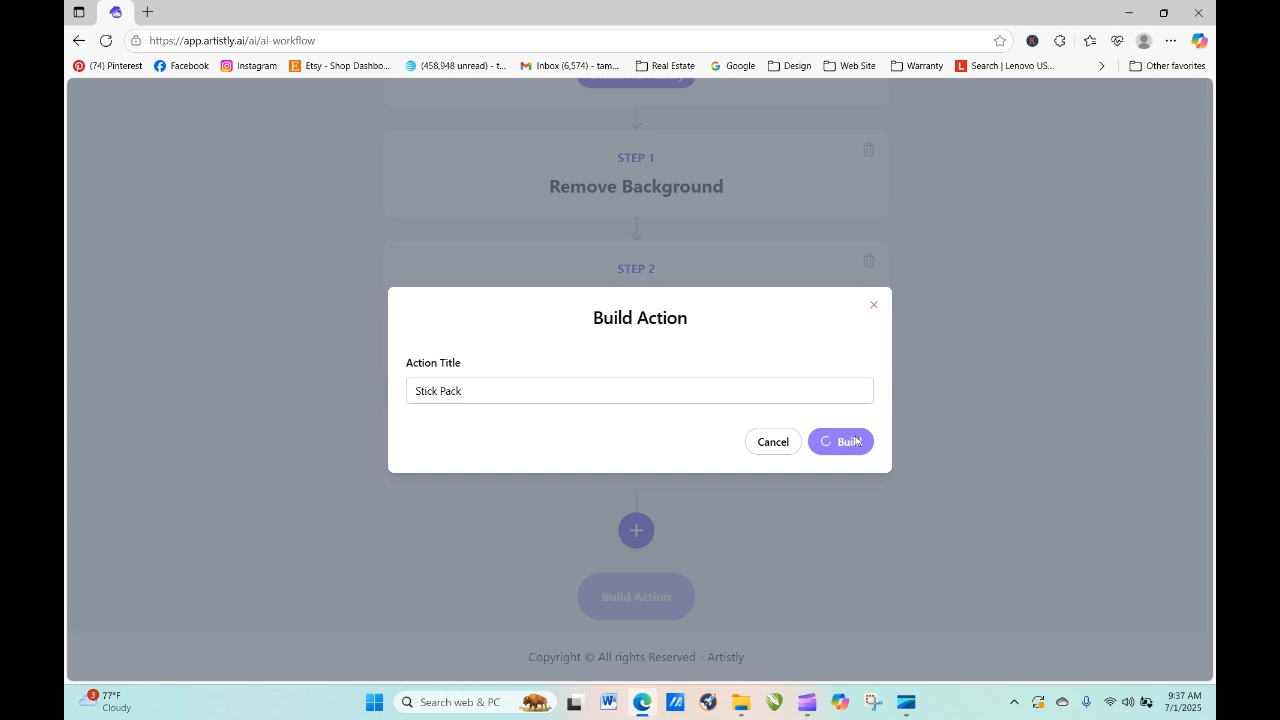 https://app.artistly.ai/ai/ai-workflow
(74) Pinterest
Facebook
Instagram
Etsy - Shop Dashbo...
(458,948 unread) - t...
Inbox (6,574) - tam...
Real Estate
Google
Design
Web Site
Warranty
Search | Lenovo US...
Other favorites
STEP 1
Remove Background
STEP 2
Build Action
Action Title
Stick Pack
Cancel
Build
Build Action
Copyright © All rights Reserved - Artistly
3
77°F
Cloudy
Search web & PC
9:37 AM
7/1/2025